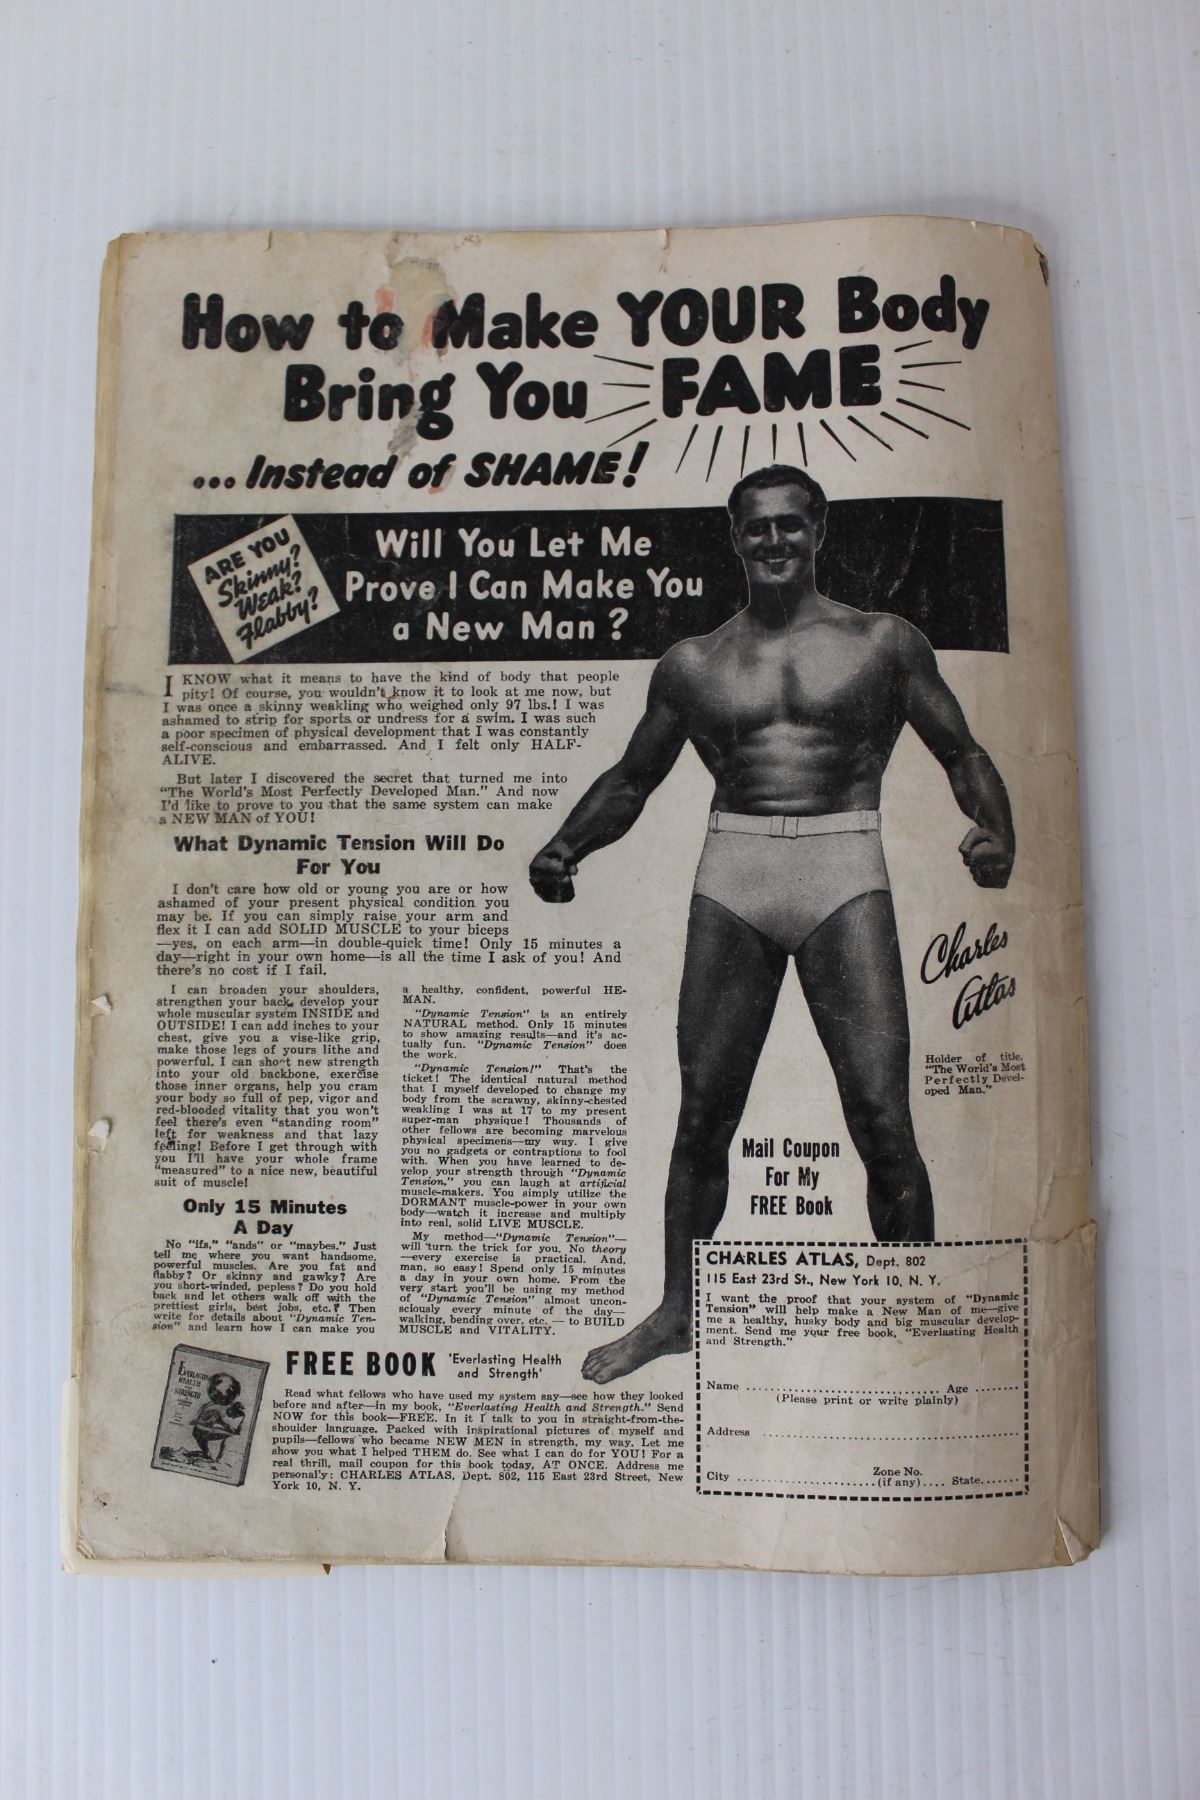 How to Make YOUR Body
Bring You FAME
... Instead of SHAME!
ARE YOU
Skinny?
Weak?
Flabby?
Will You Let Me
Prove I Can Make You
a New Man?
I KNOW what it means to have the kind of body that people
pity! Of course, you wouldn't know it to look at me now, but
I was once a skinny weakling who weighed only 97 lbs.! I was
ashamed to strip for sports or undress for a swim. I was such
a poor specimen of physical development that I was constantly
self-conscious and embarrassed. And I felt only HALF-
ALIVE.
But later I discovered the secret that turned me into
"The World's Most Perfectly Developed Man." And now
I'd like to prove to you that the same system can make
a NEW MAN of YOU!
What Dynamic Tension Will Do
For You
I don't care how old or young you are or how
ashamed of your present physical condition you
may be. If you can simply raise your arm and
flex it I can add SOLID MUSCLE to your biceps
—yes, on each arm—in double-quick time! Only 15 minutes a
day—right in your own home—is all the time I ask of you! And
there's no cost if I fail.
I can broaden your shoulders,
strengthen your back, develop your
whole muscular system INSIDE and
OUTSIDE! I can add inches to your
chest, give you a vise-like grip,
make those legs of yours lithe and
powerful. I can shoot new strength
into your old backbone, exercise
those inner organs, help you cram
your body so full of pep, vigor and
red-blooded vitality that you won't
feel there's even "standing room"
left for weakness and that lazy
feeling! Before I get through with
you I'll have your whole frame
"measured" to a nice new, beautiful
suit of muscle!
Only 15 Minutes
A Day
No "ifs," "ands" or "maybes." Just
tell me where you want handsome,
powerful muscles. Are you fat and
flabby? Or skinny and gawky? Are
you short-winded, pepless? Do you hold
back and let others walk off with the
prettiest girls, best jobs, etc.? Then
write for details about "Dynamic Ten-
sion" and learn how I can make you
a healthy, confident, powerful HE-
MAN.
"Dynamic Tension" is an entirely
NATURAL method. Only 15 minutes
to show amazing results—and it's ac-
tually fun. "Dynamic Tension" does
the work.
"Dynamic Tension!" That's the
ticket! The identical natural method
that I myself developed to change my
body from the scrawny, skinny-chested
weakling I was at 17 to my present
super-man physique! Thousands of
other fellows are becoming marvelous
physical specimens—my way. I give
you no gadgets or contraptions to fool
with. When you have learned to de-
velop your strength through "Dynamic
Tension," you can laugh at artificial
muscle-makers. You simply utilize the
DORMANT muscle-power in your own
body—watch it increase and multiply
into real, solid LIVE MUSCLE.
My method—"Dynamic Tension"—
will turn the trick for you. No theory
—every exercise is practical. And,
man, so easy! Spend only 15 minutes
a day in your own home. From the
very start you'll be using my method
of "Dynamic Tension" almost uncon-
sciously every minute of the day—
walking, bending over, etc. — to BUILD
MUSCLE and VITALITY.
Charles
Atlas
Holder of title,
"The World's Most
Perfectly Devel-
oped Man."
Mail Coupon
For My
FREE Book
EVERLASTING
HEALTH
AND
STRENGTH
FREE BOOK 'Everlasting Health
and Strength'
Read what fellows who have used my system say—see how they looked
before and after—in my book, "Everlasting Health and Strength." Send
NOW for this book—FREE. In it I talk to you in straight-from-the-
shoulder language. Packed with inspirational pictures of myself and
pupils—fellows who became NEW MEN in strength, my way. Let me
show you what I helped THEM do. See what I can do for YOU! For a
real thrill, mail coupon for this book today, AT ONCE. Address me
personally: CHARLES ATLAS, Dept. 802, 115 East 23rd Street, New
York 10, N. Y.
CHARLES ATLAS, Dept. 802
115 East 23rd St., New York 10, N. Y.
I want the proof that your system of "Dynamic
Tension" will help make a New Man of me—give
me a healthy, husky body and big muscular develop-
ment. Send me your free book, "Everlasting Health
and Strength."
Name .................................. Age ........
(Please print or write plainly)
Address ..............................................
Zone No.
City ........................(if any).... State.......